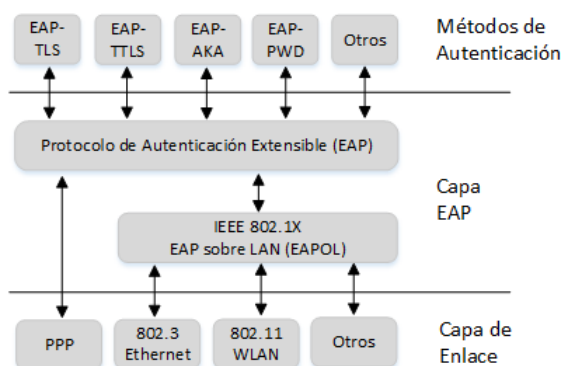 EAP-
TLS
EAP-
TTLS
EAP-
AKA
EAP-
PWD
Otros
Métodos de
Autenticación
Protocolo de Autenticación Extensible (EAP)
Capa
EAP
IEEE 802.1X
EAP sobre LAN (EAPOL)
PPP
802.3
Ethernet
802.11
WLAN
Otros
Capa de
Enlace